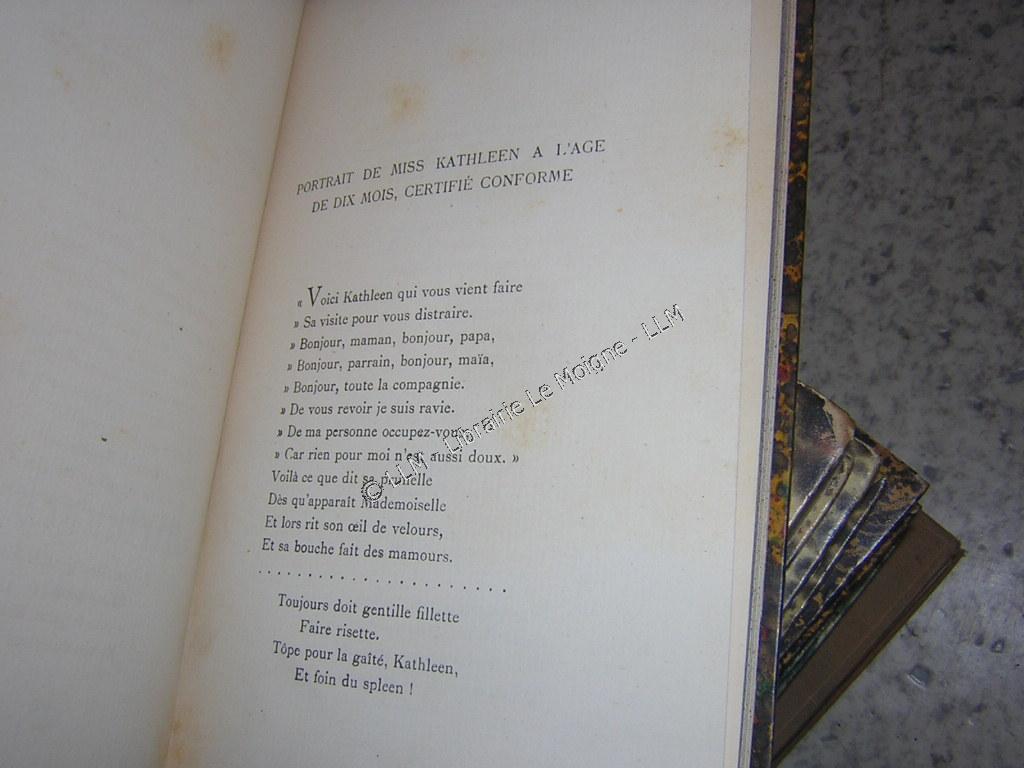 PORTRAIT DE MISS KATHLEEN A L'AGE
DE DIX MOIS, CERTIFIÉ CONFORME
« Voici Kathleen qui vous vient faire
» Sa visite pour vous distraire.
» Bonjour, maman, bonjour, papa,
» Bonjour, parrain, bonjour, maïa,
» Bonjour, toute la compagnie.
» De vous revoir je suis ravie.
» De ma personne occupez-vous
» Car rien pour moi n'est aussi doux. »
Voilà ce que dit sa prunelle
Dès qu'apparaît Mademoiselle
Et lors rit son œil de velours,
Et sa bouche fait des mamours.
. . . . . . . . . . . . . . . . . . . . .
Toujours doit gentille fillette
Faire risette.
Tôpe pour la gaîté, Kathleen,
Et foin du spleen !
© LLM - Librairie Le Moigne - LLM